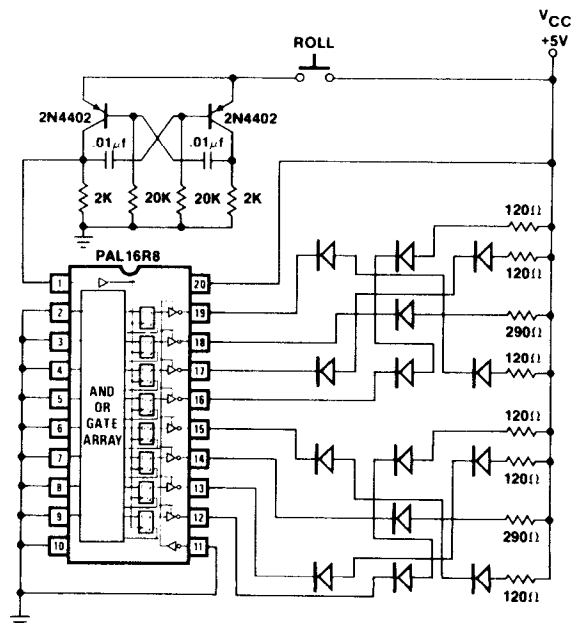 VCC
+5V
ROLL
2N4402
2N4402
.01µf
.01µf
2K
20K
20K
2K
PAL16R8
1
2
3
4
5
6
7
8
9
10
AND
OR
GATE
ARRAY
20
19
18
17
16
15
14
13
12
11
120Ω
120Ω
290Ω
120Ω
120Ω
120Ω
290Ω
120Ω